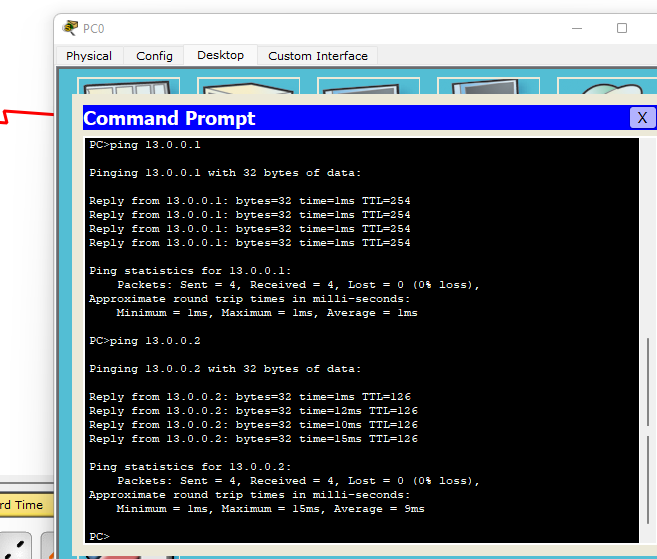 PC0
Physical
Config
Desktop
Custom Interface
Command Prompt
X
PC>ping 13.0.0.1
Pinging 13.0.0.1 with 32 bytes of data:
Reply from 13.0.0.1: bytes=32 time=1ms TTL=254
Reply from 13.0.0.1: bytes=32 time=1ms TTL=254
Reply from 13.0.0.1: bytes=32 time=1ms TTL=254
Reply from 13.0.0.1: bytes=32 time=1ms TTL=254
Ping statistics for 13.0.0.1:
Packets: Sent = 4, Received = 4, Lost = 0 (0% loss),
Approximate round trip times in milli-seconds:
Minimum = 1ms, Maximum = 1ms, Average = 1ms
PC>ping 13.0.0.2
Pinging 13.0.0.2 with 32 bytes of data:
Reply from 13.0.0.2: bytes=32 time=1ms TTL=126
Reply from 13.0.0.2: bytes=32 time=12ms TTL=126
Reply from 13.0.0.2: bytes=32 time=10ms TTL=126
Reply from 13.0.0.2: bytes=32 time=15ms TTL=126
Ping statistics for 13.0.0.2:
Packets: Sent = 4, Received = 4, Lost = 0 (0% loss),
Approximate round trip times in milli-seconds:
Minimum = 1ms, Maximum = 15ms, Average = 9ms
rd Time
PC>